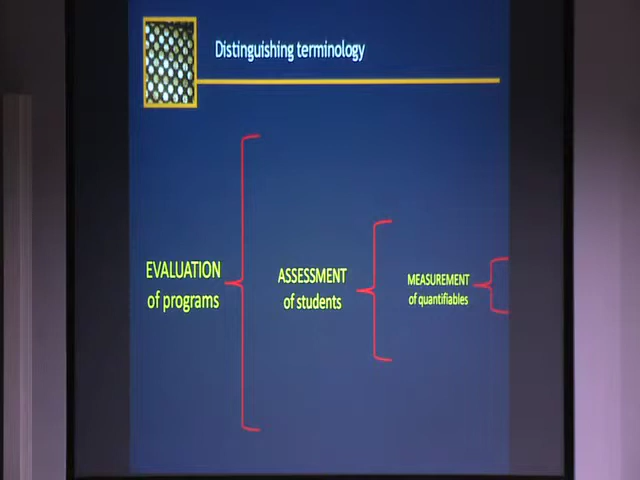 Distinguishing terminology
EVALUATION
of programs
ASSESSMENT
of students
MEASUREMENT
of quantifiables